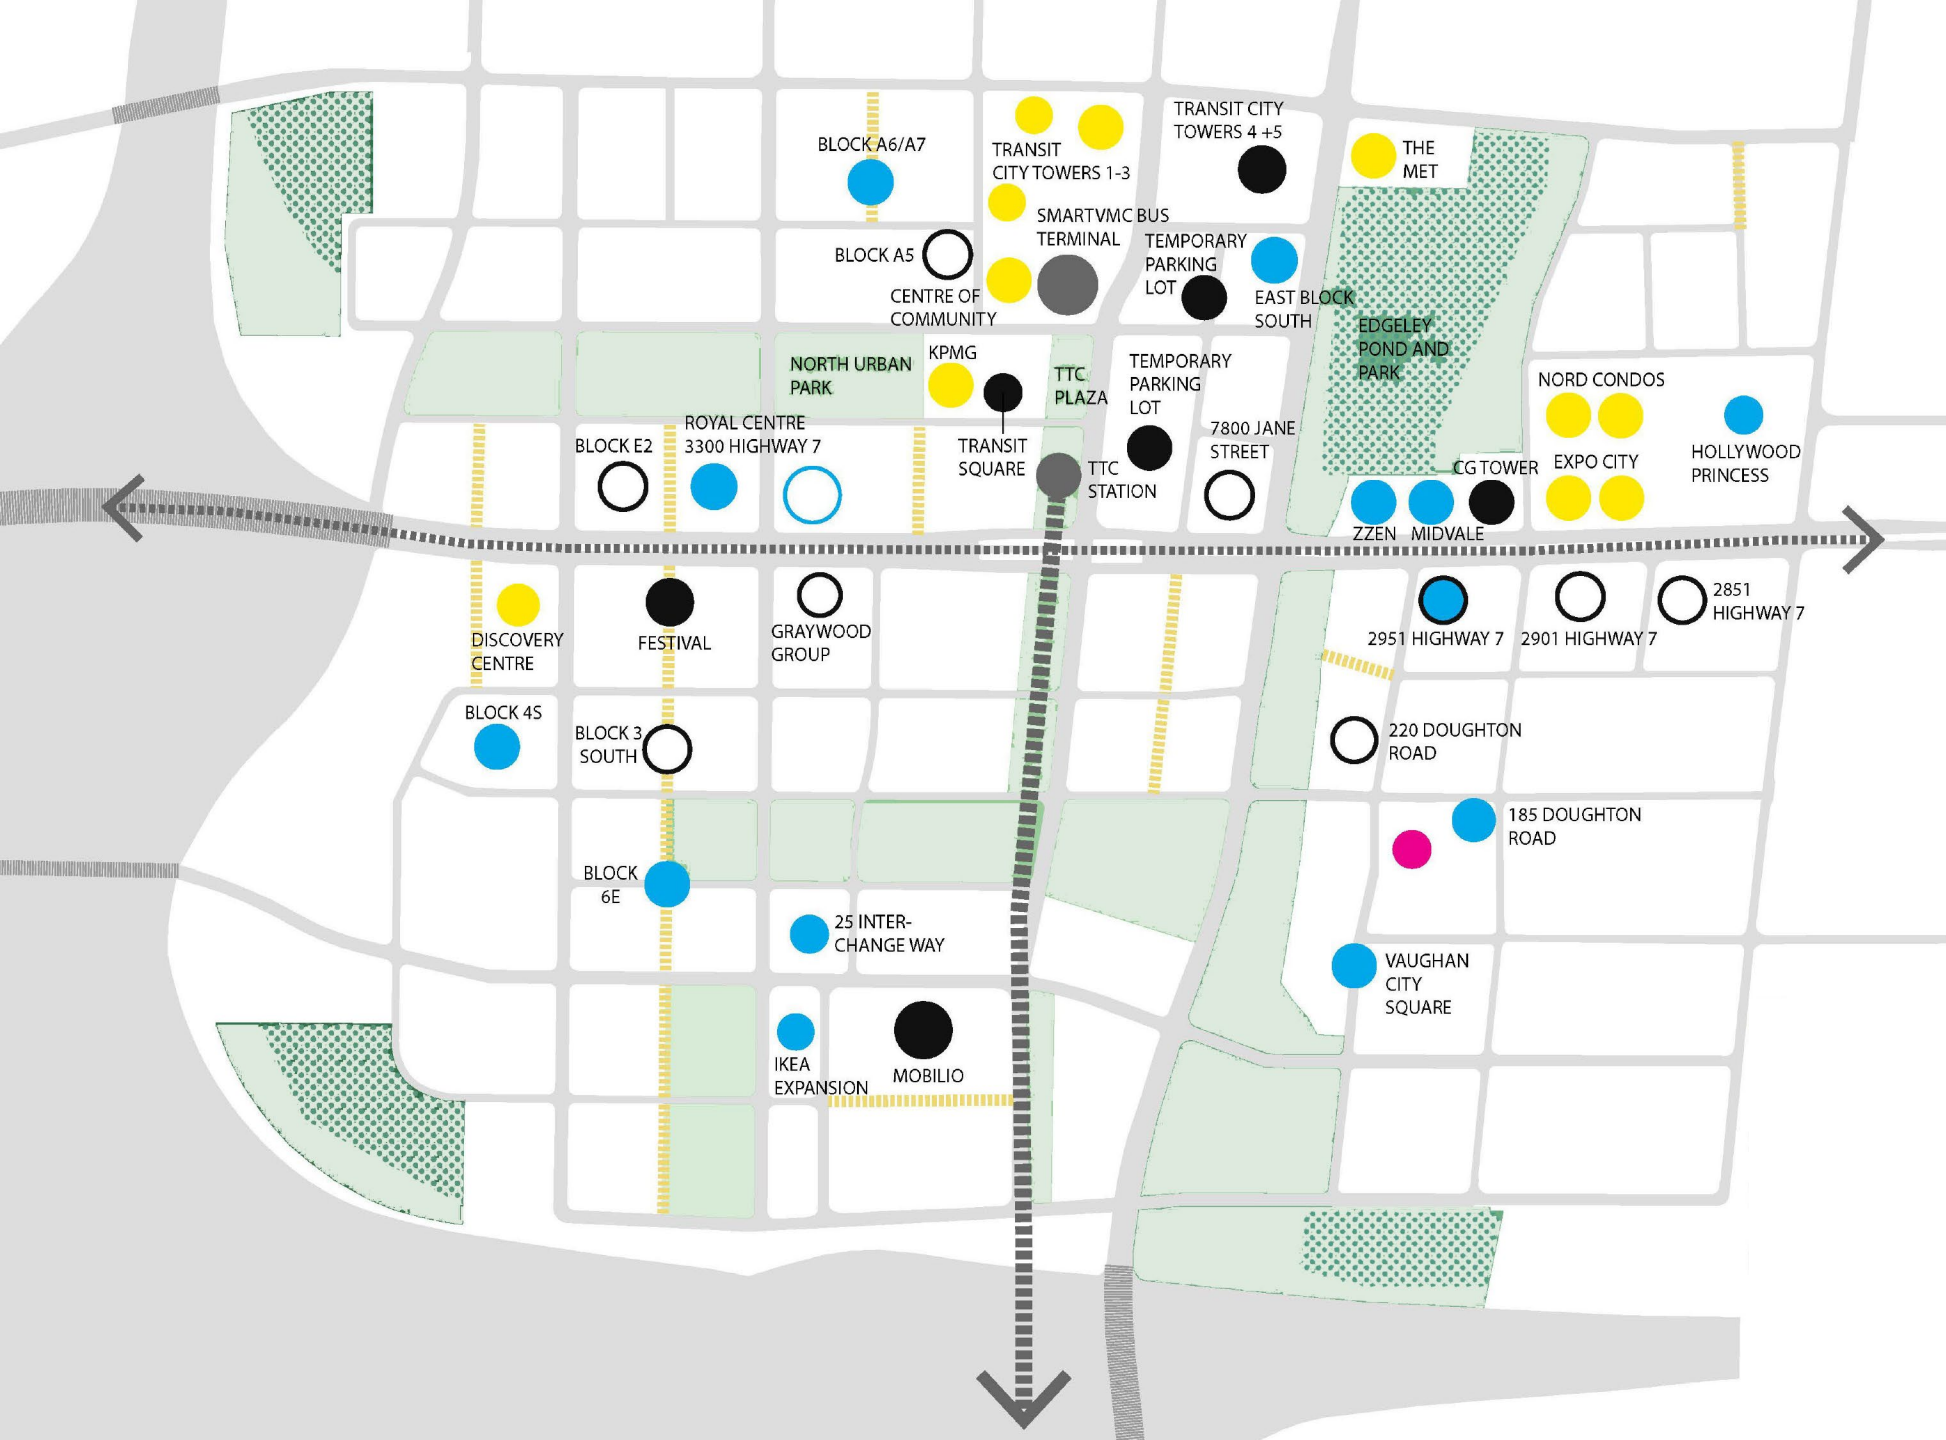 TRANSIT CITY
TOWERS 4 +5
BLOCK A6/A7
TRANSIT
CITY TOWERS 1-3
THE
MET
SMARTVMC BUS
TERMINAL
TEMPORARY
PARKING
LOT
BLOCK A5
CENTRE OF
COMMUNITY
EAST BLOCK
SOUTH
EDGELEY
POND AND
PARK
NORTH URBAN
PARK
KPMG
TTC
PLAZA
TEMPORARY
PARKING
LOT
NORD CONDOS
ROYAL CENTRE
3300 HIGHWAY 7
BLOCK E2
TRANSIT
SQUARE
7800 JANE
STREET
TTC
STATION
CG TOWER
EXPO CITY
HOLLYWOOD
PRINCESS
ZZEN
MIDVALE
DISCOVERY
CENTRE
FESTIVAL
GRAYWOOD
GROUP
2951 HIGHWAY 7
2901 HIGHWAY 7
2851
HIGHWAY 7
BLOCK 4S
BLOCK 3
SOUTH
220 DOUGHTON
ROAD
185 DOUGHTON
ROAD
BLOCK
6E
25 INTER-
CHANGE WAY
VAUGHAN
CITY
SQUARE
IKEA
EXPANSION
MOBILIO